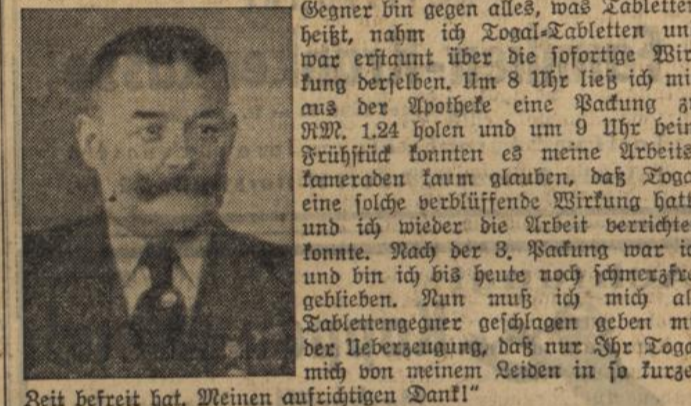 Gegner bin gegen alles, was Tabletten
heißt, nahm ich Togal-Tabletten un
war erstaunt über die sofortige Wir
kung derselben. Um 8 Uhr ließ ich mi
aus der Apotheke eine Packung z
RM. 1.24 holen und um 9 Uhr beim
Frühstück konnten es meine Arbeits
kameraden kaum glauben, daß Toga
eine solche verblüffende Wirkung hatt
und ich wieder die Arbeit verrichte
konnte. Nach der 3. Packung war ic
und bin ich bis heute noch schmerzfre
geblieben. Nun muß ich mich al
Tablettengegner geschlagen geben mi
der Ueberzeugung, daß nur Ihr Toga
mich von meinem Leiden in so kurze
Zeit befreit hat. Meinen aufrichtigen Dank!"